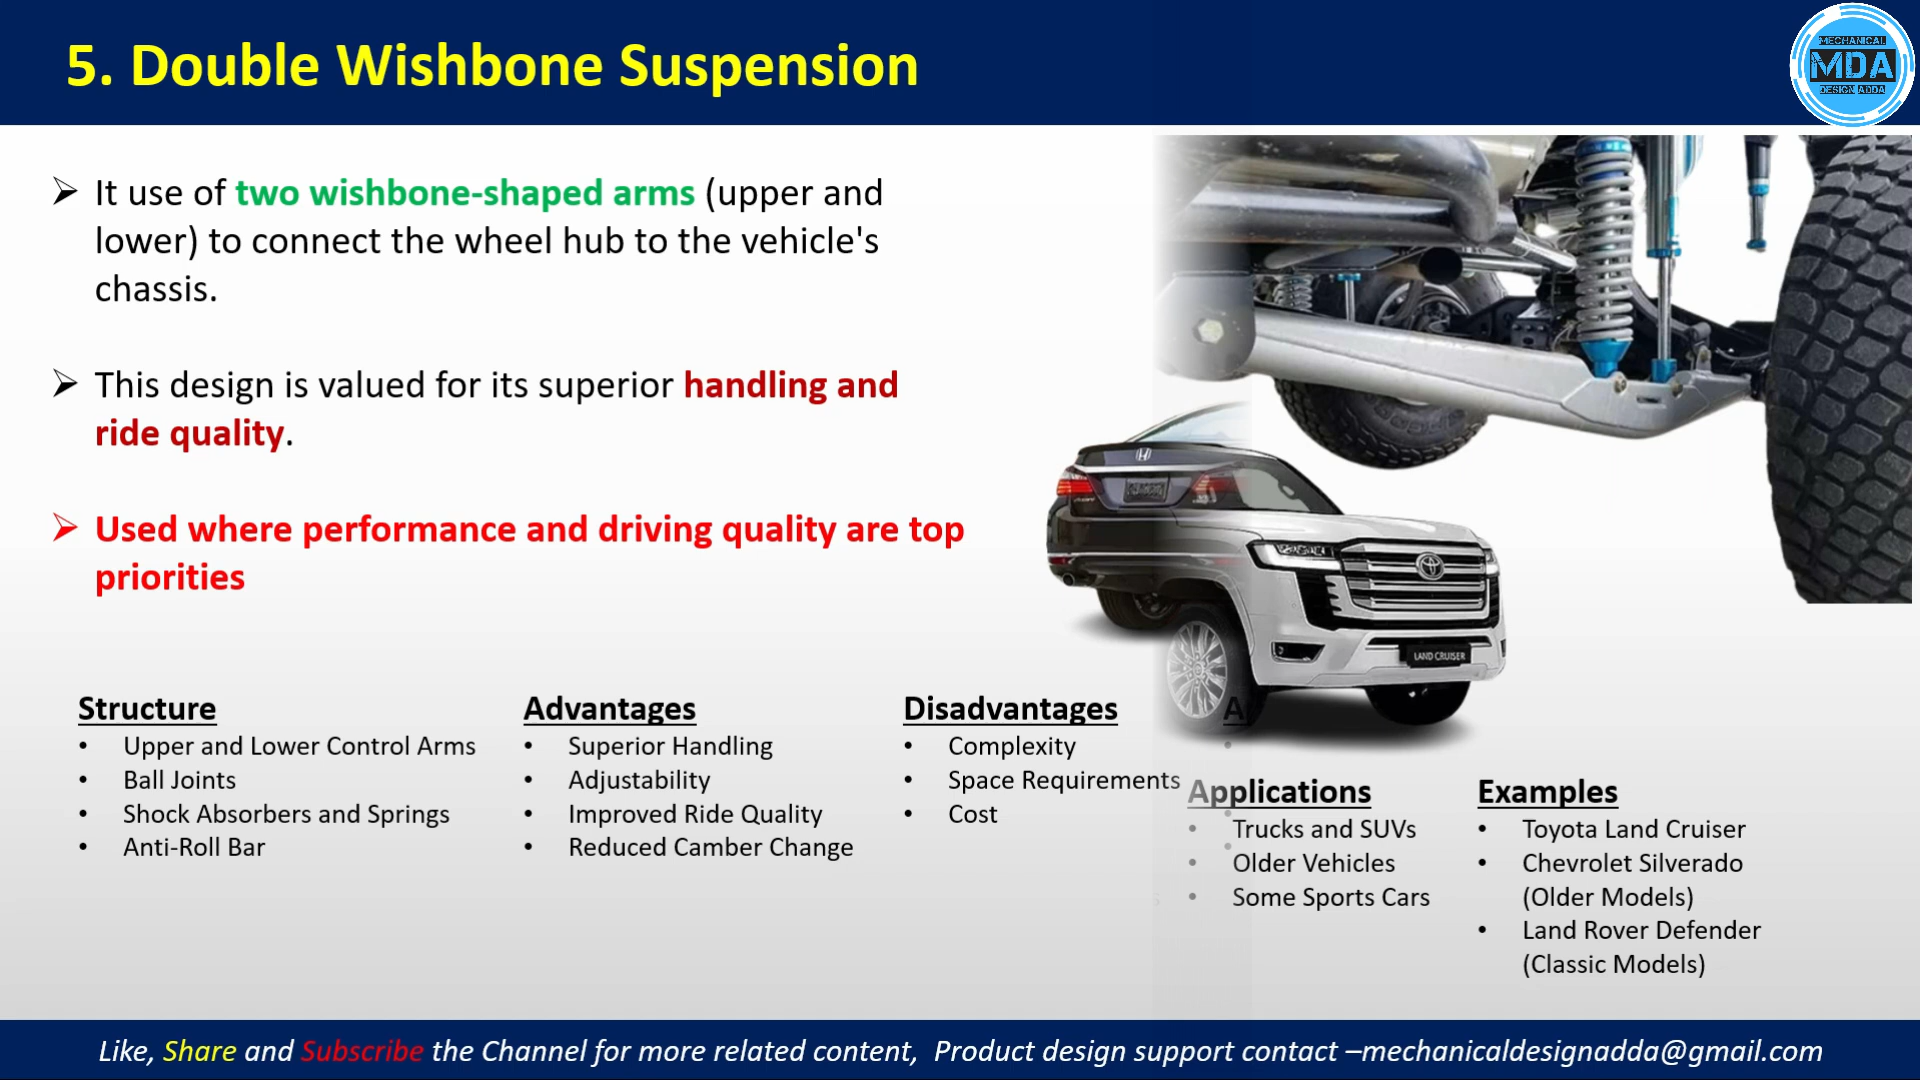 5. Double Wishbone Suspension
MECHANICAL
MDA
DESIGN ADDA
It use of two wishbone-shaped arms (upper and
lower) to connect the wheel hub to the vehicle's
chassis.
This design is valued for its superior handling and
ride quality.
Used where performance and driving quality are top
priorities
LAND CRUISER
Structure
• Upper and Lower Control Arms
• Ball Joints
• Shock Absorbers and Springs
• Anti-Roll Bar
Advantages
• Superior Handling
• Adjustability
• Improved Ride Quality
• Reduced Camber Change
Disadvantages
• Complexity
• Space Requirements
• Cost
Applications
• Trucks and SUVs
• Older Vehicles
• Some Sports Cars
Examples
• Toyota Land Cruiser
• Chevrolet Silverado
(Older Models)
• Land Rover Defender
(Classic Models)
Like, Share and Subscribe the Channel for more related content, Product design support contact –mechanicaldesignadda@gmail.com